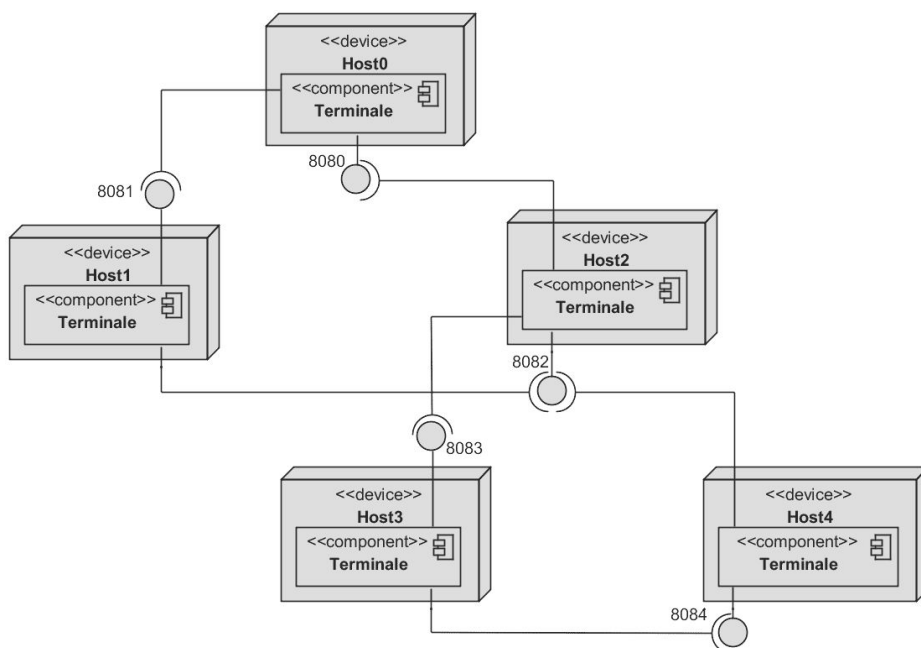 <<device>>
Host0
<<component>>
Terminale
8080
8081
<<device>>
Host1
<<component>>
Terminale
<<device>>
Host2
<<component>>
Terminale
8082
8083
<<device>>
Host3
<<component>>
Terminale
<<device>>
Host4
<<component>>
Terminale
8084